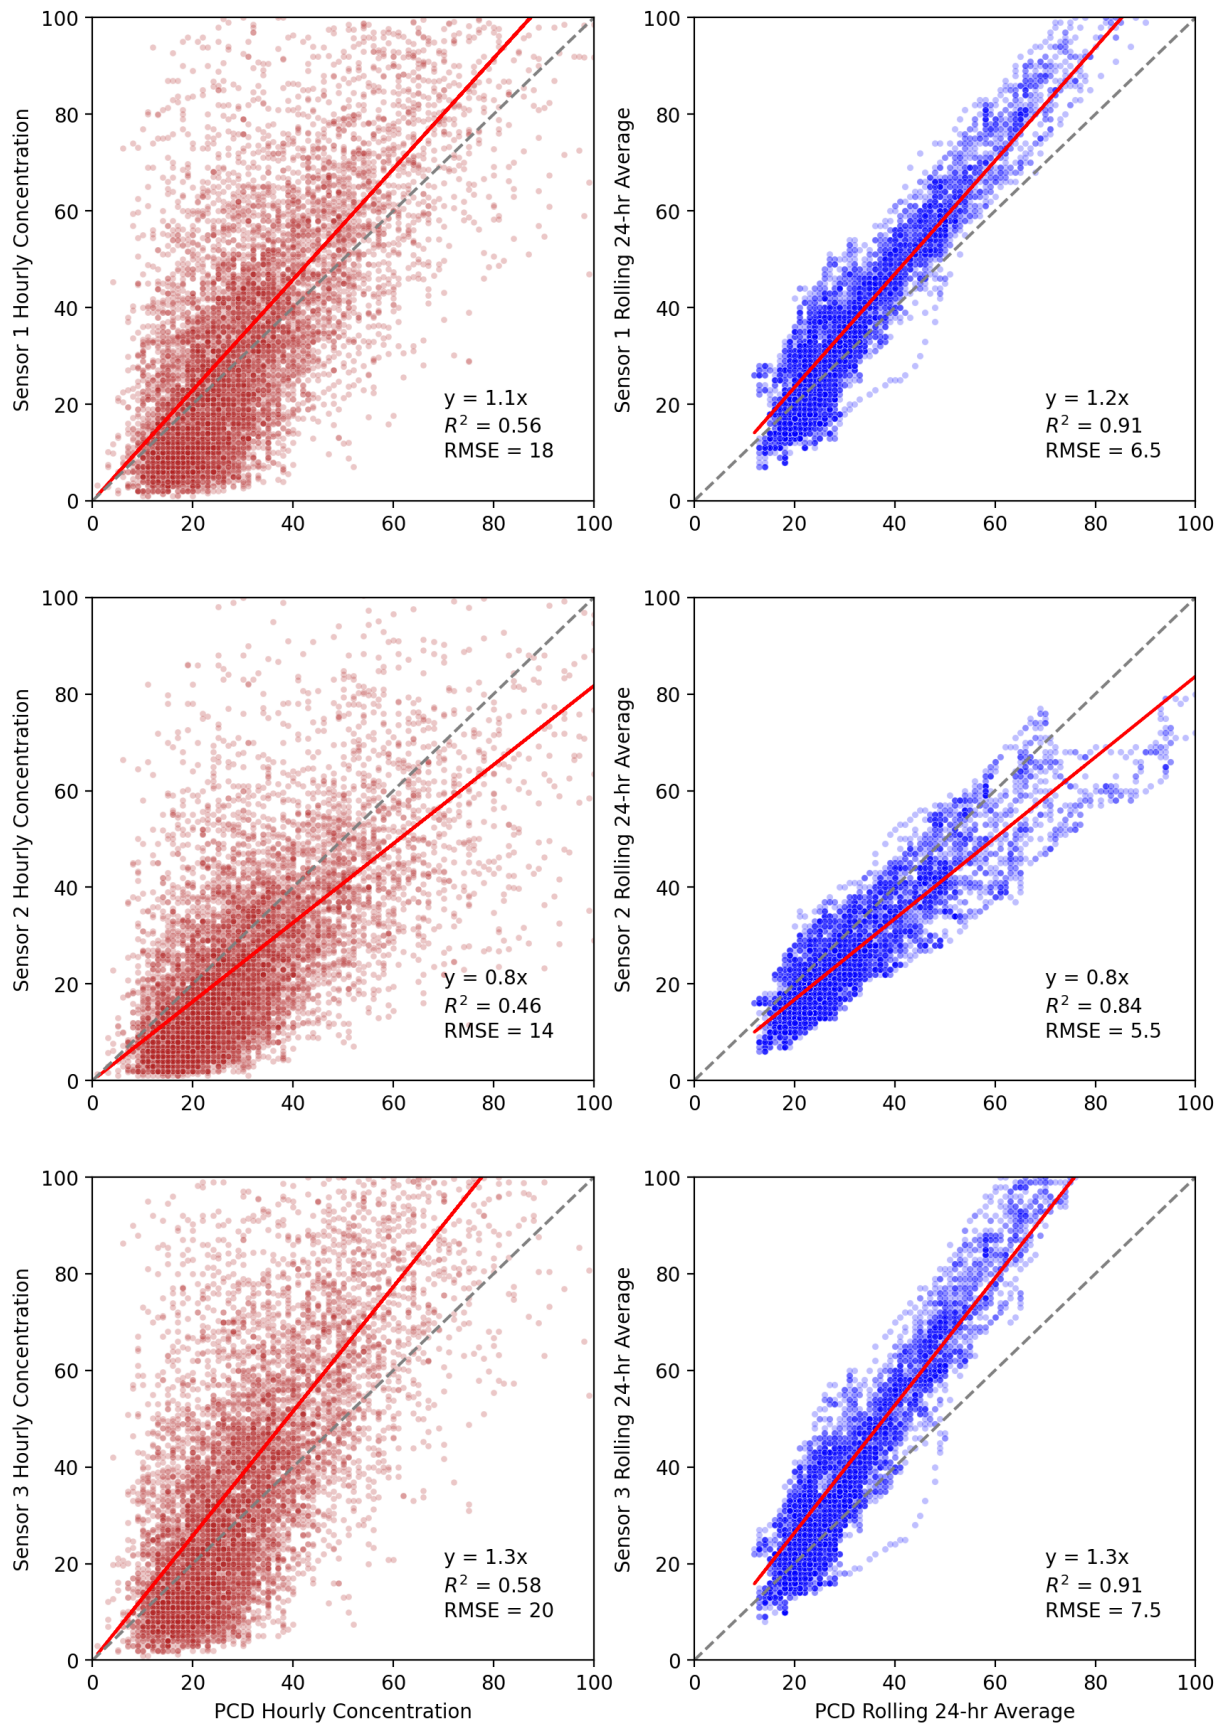 100
80
60
40
20
0
Sensor 1 Hourly Concentration
y = 1.1x
R² = 0.56
RMSE = 18
0 20 40 60 80 100
100
80
60
40
20
0
Sensor 1 Rolling 24-hr Average
y = 1.2x
R² = 0.91
RMSE = 6.5
0 20 40 60 80 100
100
80
60
40
20
0
Sensor 2 Hourly Concentration
y = 0.8x
R² = 0.46
RMSE = 14
0 20 40 60 80 100
100
80
60
40
20
0
Sensor 2 Rolling 24-hr Average
y = 0.8x
R² = 0.84
RMSE = 5.5
0 20 40 60 80 100
100
80
60
40
20
0
Sensor 3 Hourly Concentration
y = 1.3x
R² = 0.58
RMSE = 20
0 20 40 60 80 100
PCD Hourly Concentration
100
80
60
40
20
0
Sensor 3 Rolling 24-hr Average
y = 1.3x
R² = 0.91
RMSE = 7.5
0 20 40 60 80 100
PCD Rolling 24-hr Average